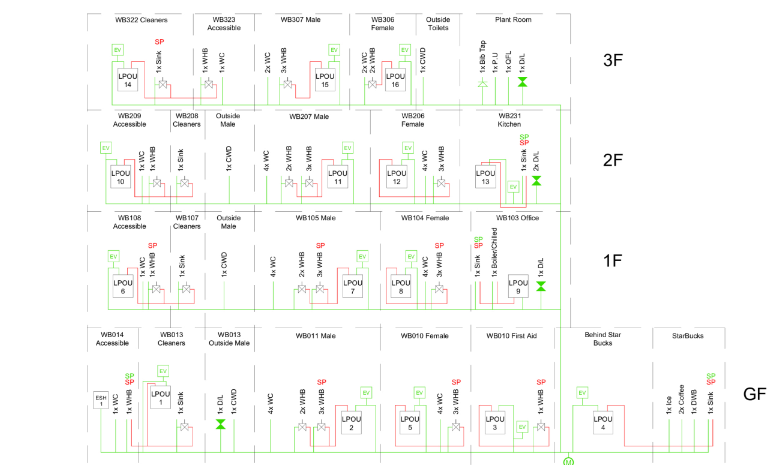 WB322 Cleaners
WB323
Accessible
WB307 Male
WB306
Female
Outside
Toilets
Plant Room
3F
EV
LPOU
14
SP
1x Sink
1x WHB
1x WC
2x WC
3x WHB
EV
LPOU
15
2x WC
2x WHB
EV
LPOU
16
1x CWD
1x Bib Tap
1x P.U
1x QFL
1x D/L
WB209
Accessible
WB208
Cleaners
Outside
Male
WB207 Male
WB206
Female
WB231
Kitchen
2F
EV
LPOU
10
1x WC
1x WHB
1x Sink
1x CWD
4x WC
2x WHB
3x WHB
EV
LPOU
11
EV
LPOU
12
4x WC
3x WHB
LPOU
13
EV
SP
SP
1x Sink
2x D/L
WB108
Accessible
WB107
Cleaners
Outside
Male
WB105 Male
WB104 Female
WB103 Office
1F
EV
LPOU
6
SP
1x WC
1x WHB
1x Sink
1x CWD
4x WC
2x WHB
SP
3x WHB
EV
LPOU
7
EV
LPOU
8
4x WC
SP
3x WHB
SP
SP
1x Sink
1x Boiler/Chilled
LPOU
9
1x D/L
WB014
Accessible
WB013
Cleaners
WB013
Outside Male
WB011 Male
WB010 Female
WB010 First Aid
Behind Star
Bucks
StarBucks
GF
ESH
1
1x WC
SP
SP
1x WHB
EV
LPOU
1
1x Sink
1x D/L
1x CWD
4x WC
2x WHB
SP
3x WHB
EV
LPOU
2
EV
LPOU
5
4x WC
SP
3x WHB
EV
LPOU
3
EV
SP
1x WHB
EV
LPOU
4
1x Ice
2x Coffee
1x DWB
SP
SP
1x Sink
M